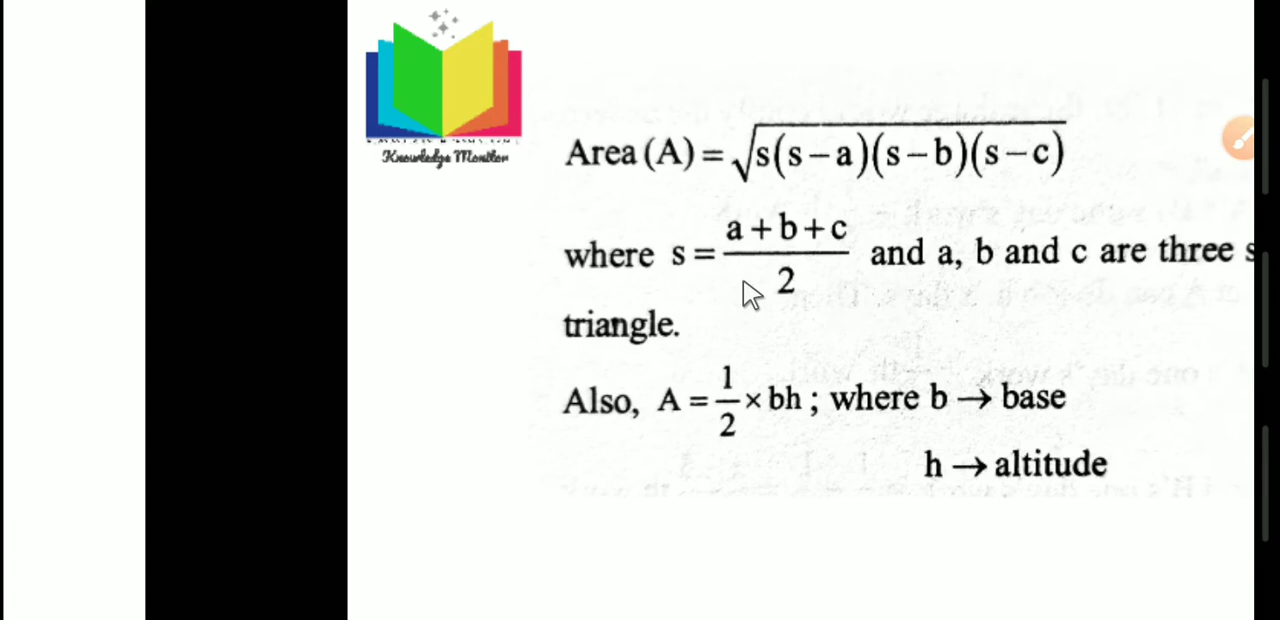 Knowledge Monitor
Area (A) = √s(s−a)(s−b)(s−c)
where s = a+b+c/2 and a, b and c are three s
triangle.
Also, A = 1/2 × bh ; where b → base
h → altitude